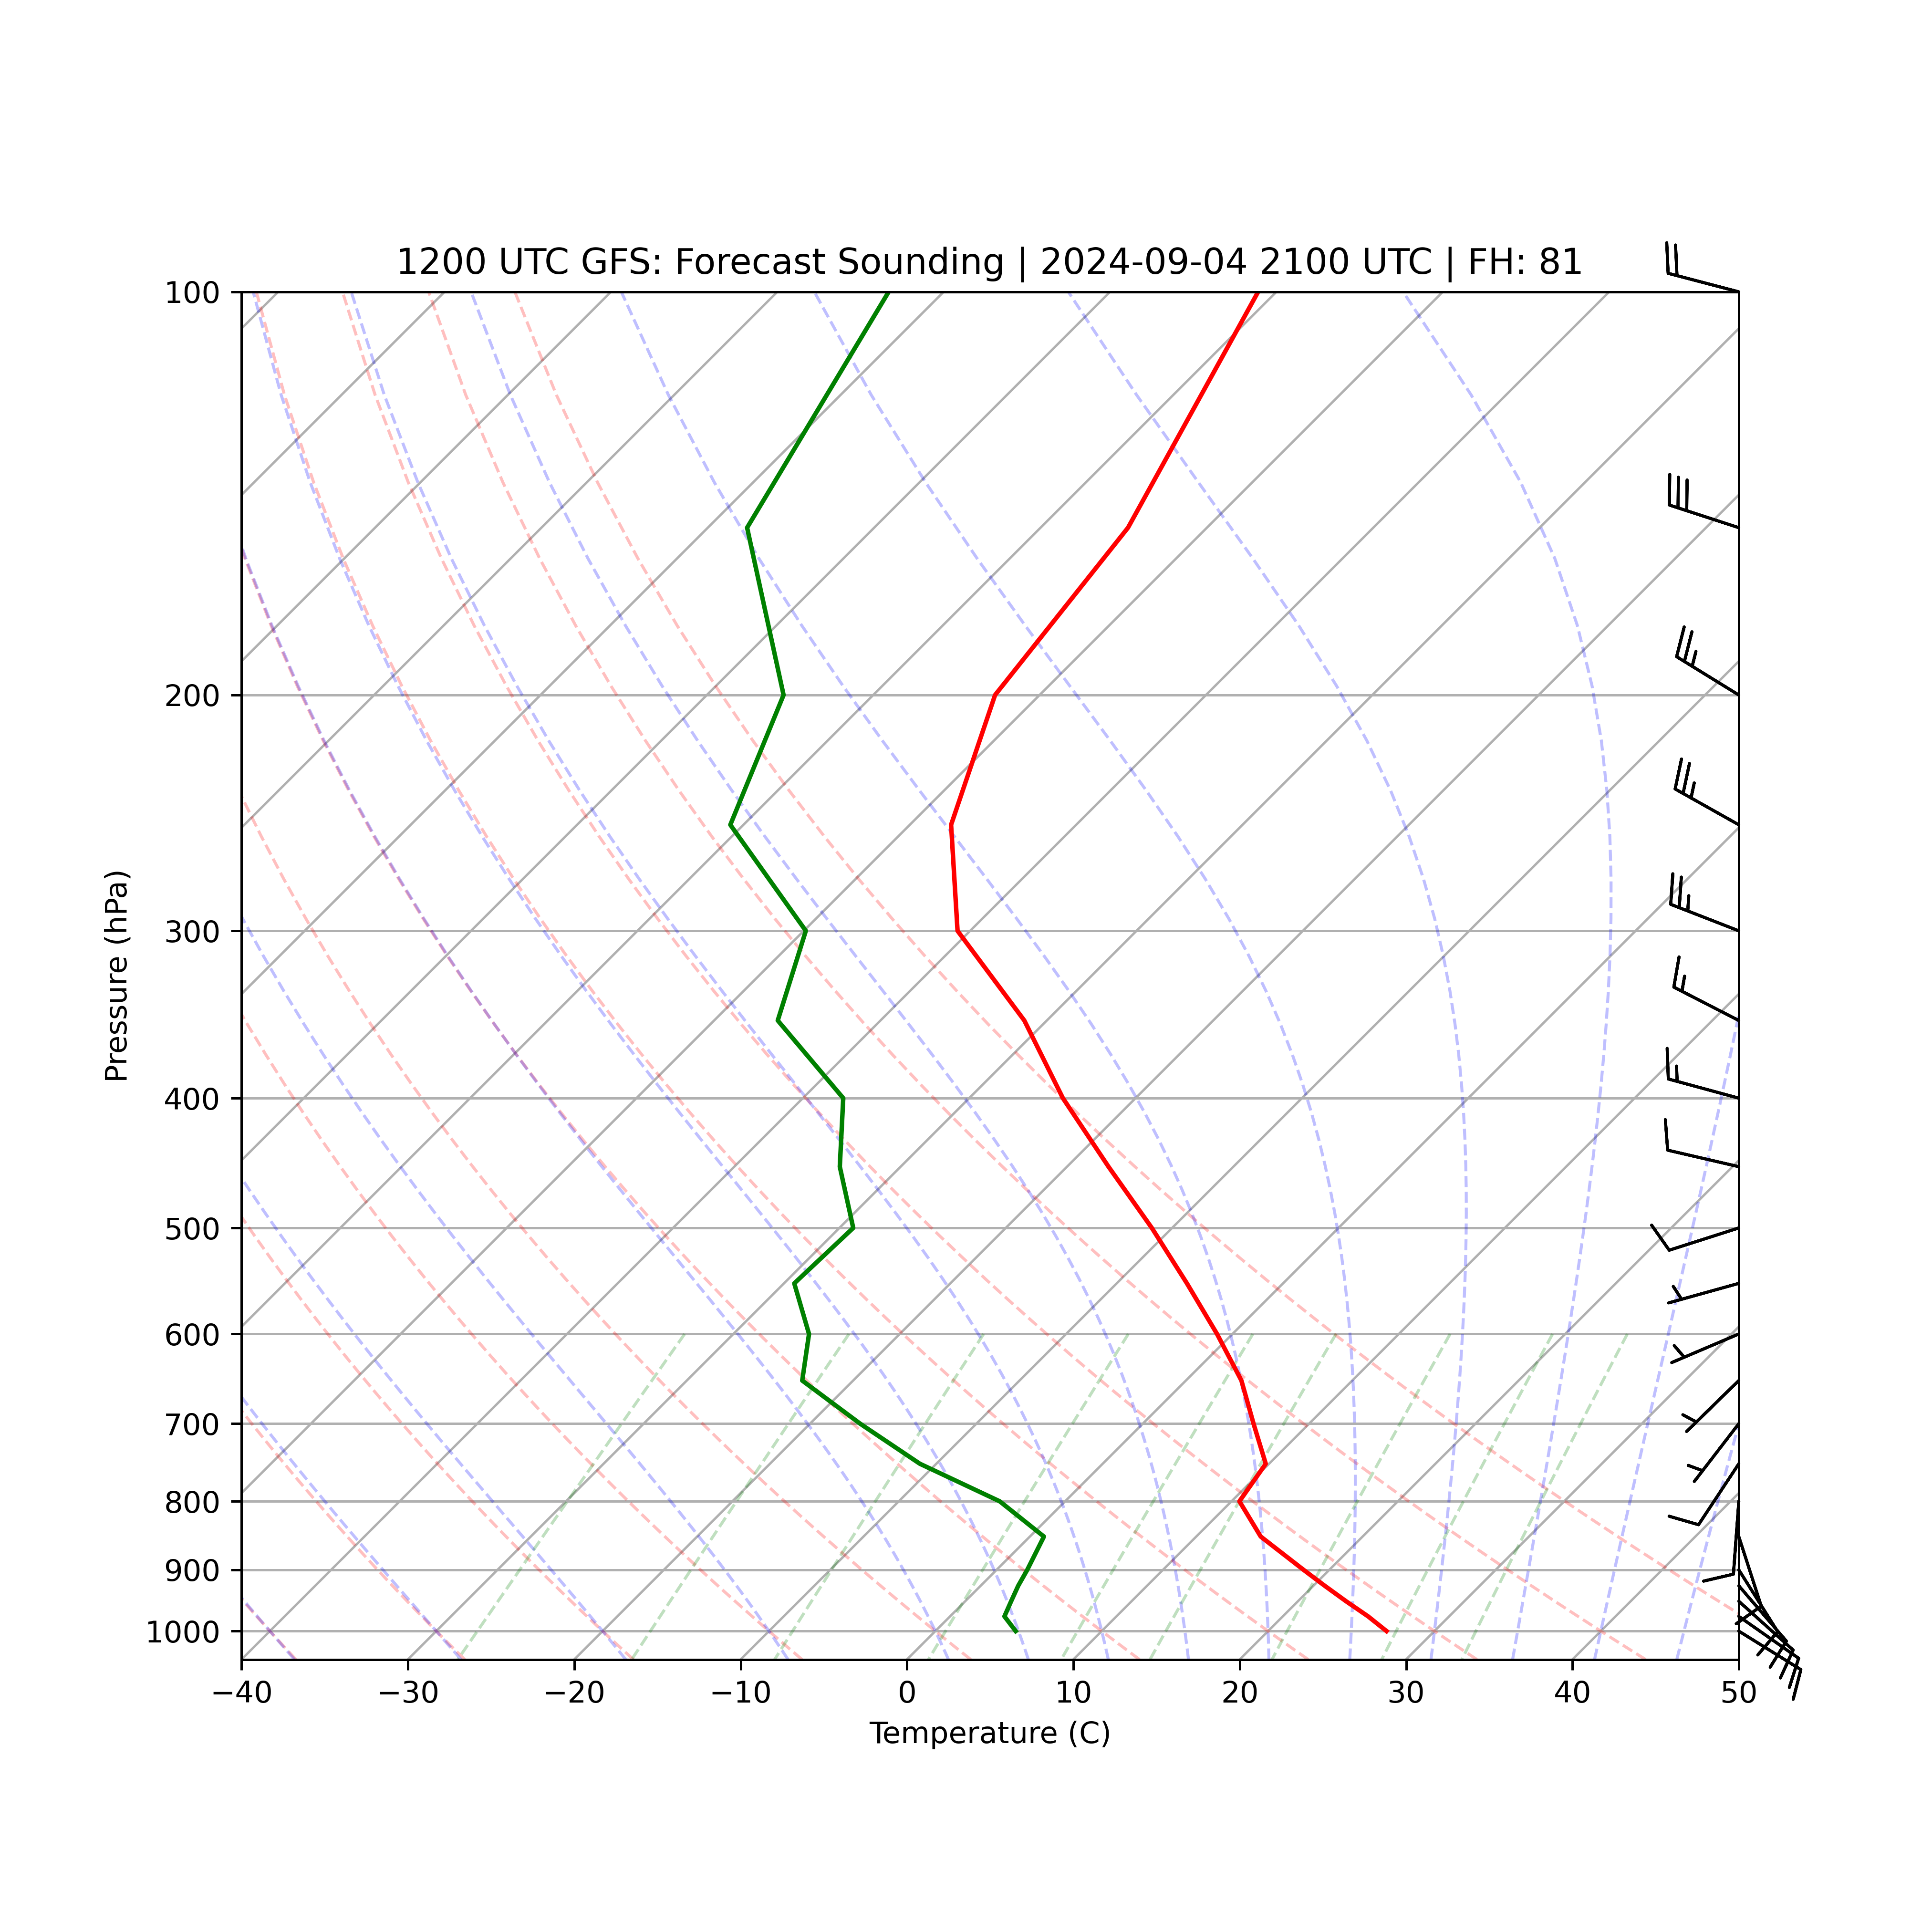 1200 UTC GFS: Forecast Sounding | 2024-09-04 2100 UTC | FH: 81
100
200
300
400
500
600
700
800
900
1000
Pressure (hPa)
−40 −30 −20 −10 0 10 20 30 40 50
Temperature (C)